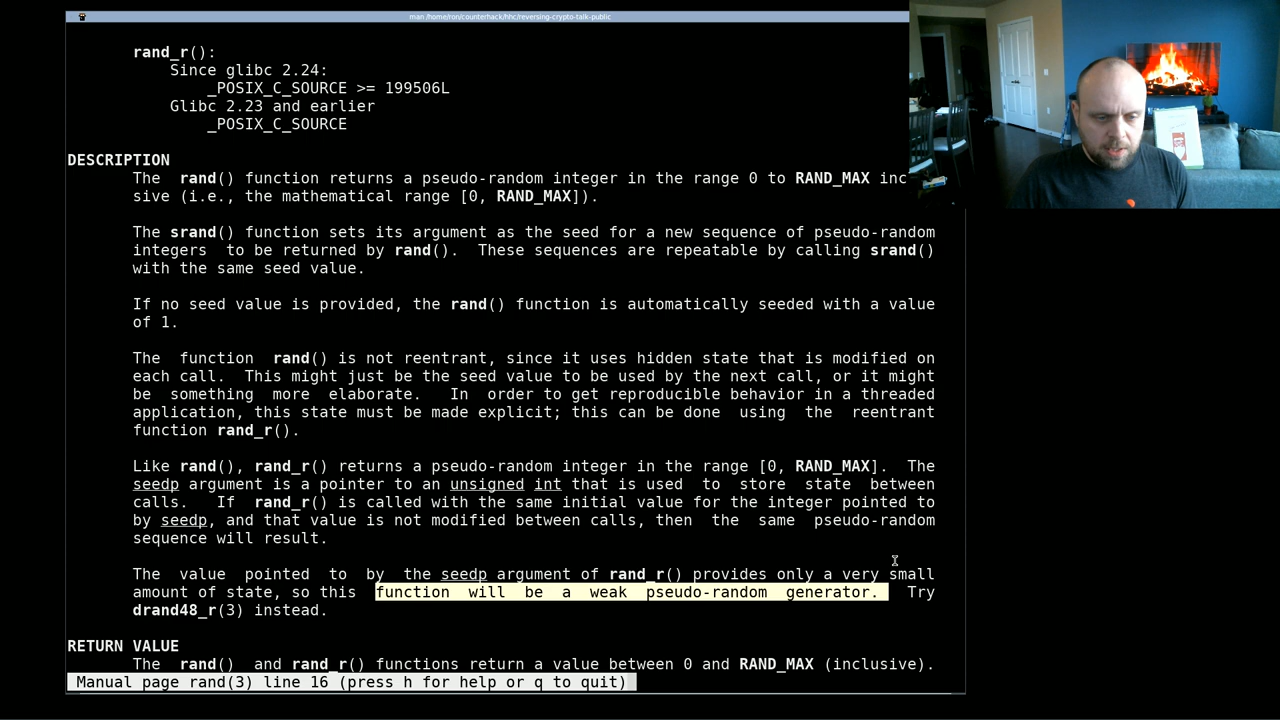 man /home/ron/counterhack/hhc/reversing-crypto-talk-public
rand_r():
Since glibc 2.24:
_POSIX_C_SOURCE >= 199506L
Glibc 2.23 and earlier
_POSIX_C_SOURCE
DESCRIPTION
The rand() function returns a pseudo-random integer in the range 0 to RAND_MAX inc
sive (i.e., the mathematical range [0, RAND_MAX]).
The srand() function sets its argument as the seed for a new sequence of pseudo-random
integers to be returned by rand(). These sequences are repeatable by calling srand()
with the same seed value.
If no seed value is provided, the rand() function is automatically seeded with a value
of 1.
The function rand() is not reentrant, since it uses hidden state that is modified on
each call. This might just be the seed value to be used by the next call, or it might
be something more elaborate. In order to get reproducible behavior in a threaded
application, this state must be made explicit; this can be done using the reentrant
function rand_r().
Like rand(), rand_r() returns a pseudo-random integer in the range [0, RAND_MAX]. The
seedp argument is a pointer to an unsigned int that is used to store state between
calls. If rand_r() is called with the same initial value for the integer pointed to
by seedp, and that value is not modified between calls, then the same pseudo-random
sequence will result.
The value pointed to by the seedp argument of rand_r() provides only a very small
amount of state, so this function will be a weak pseudo-random generator. Try
drand48_r(3) instead.
RETURN VALUE
The rand() and rand_r() functions return a value between 0 and RAND_MAX (inclusive).
Manual page rand(3) line 16 (press h for help or q to quit)